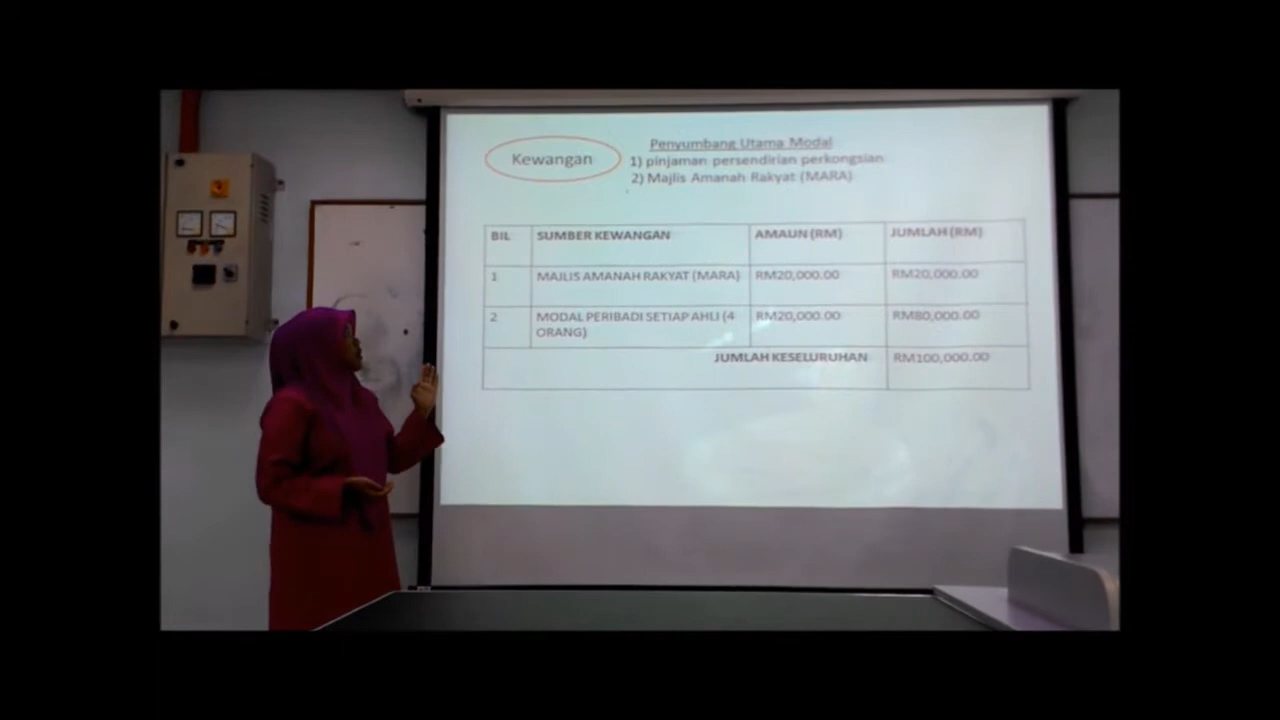 Kewangan
Penyumbang Utama Modal
1) pinjaman persendirian perkongsian
2) Majlis Amanah Rakyat (MARA)
BIL SUMBER KEWANGAN AMAUN (RM) JUMLAH (RM)
1 MAJLIS AMANAH RAKYAT (MARA) RM20,000.00 RM20,000.00
2 MODAL PERIBADI SETIAP AHLI (4 RM20,000.00 RM80,000.00
ORANG)
JUMLAH KESELURUHAN RM100,000.00